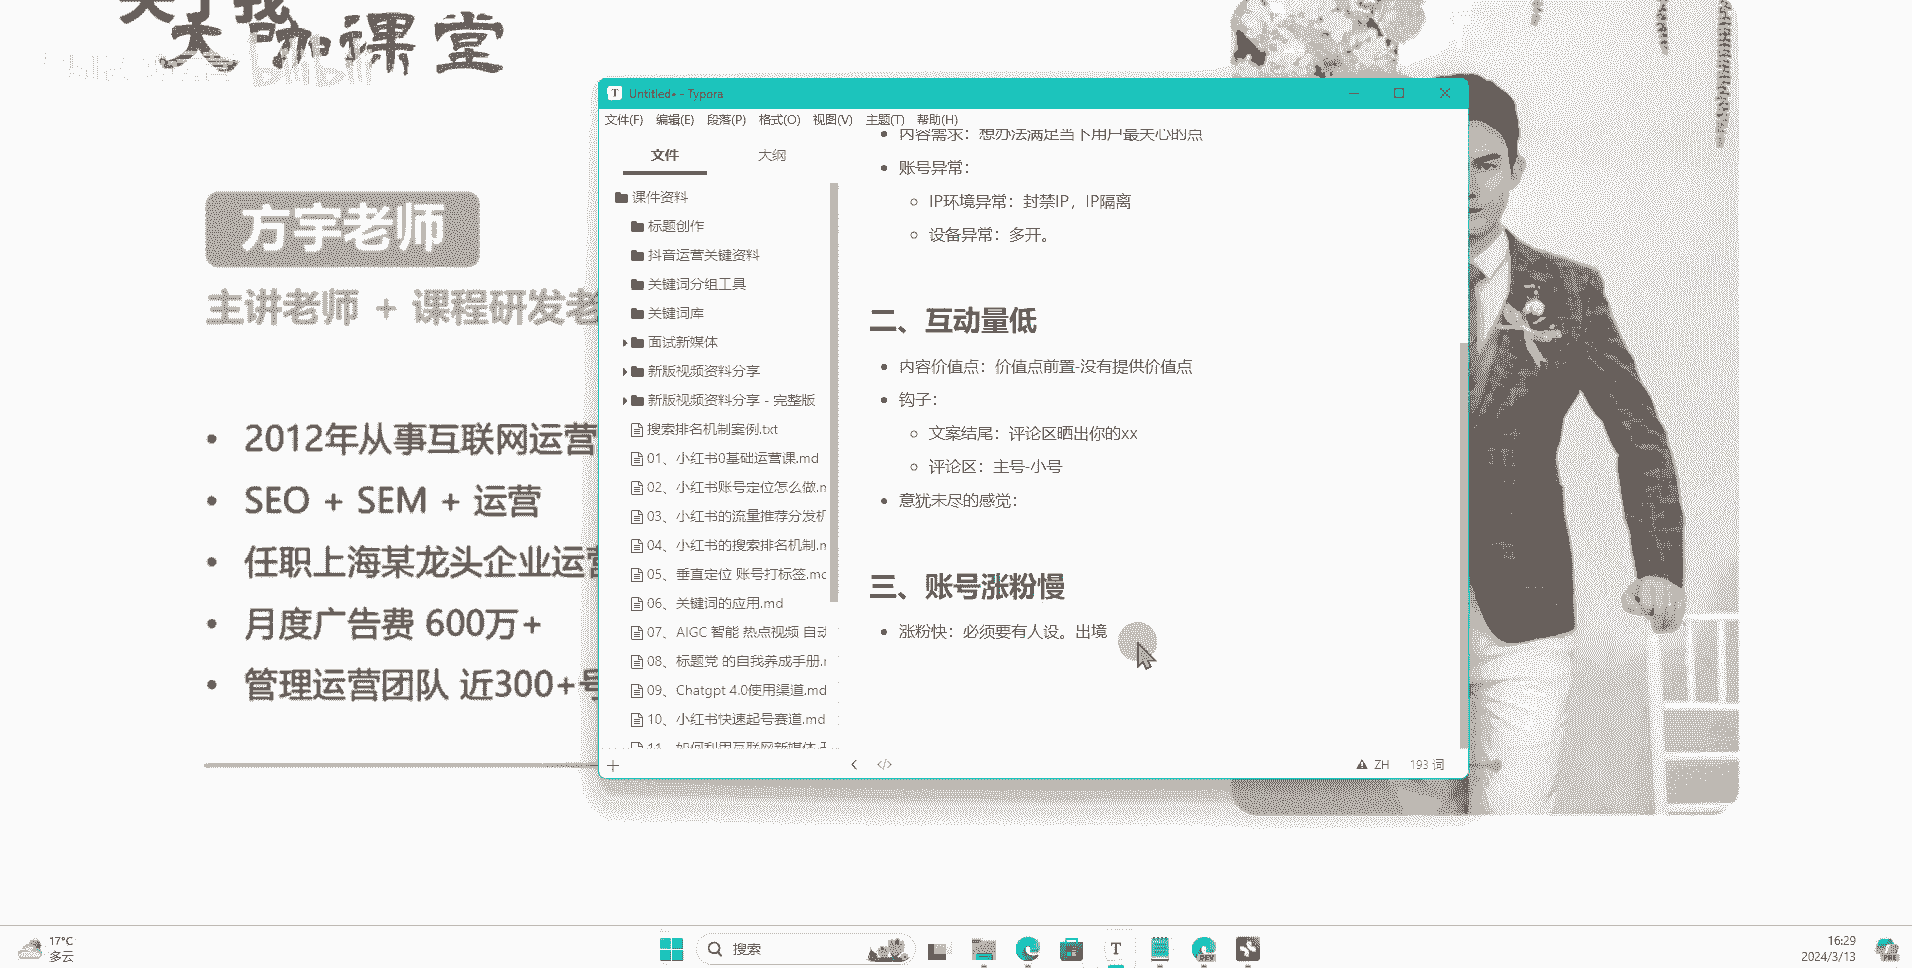 大咖课堂
bilibili
方宇老师
主讲老师 + 课程研发老
2012年从事互联网运营
SEO + SEM + 运营
任职上海某龙头企业运营
月度广告费 600万+
管理运营团队 近300+号
Untitled• - Typora
文件(F) 编辑(E) 段落(P) 格式(O) 视图(V) 主题(T) 帮助(H)
文件 大纲
课件资料
标题创作
抖音运营关键资料
关键词分组工具
关键词库
面试新媒体
新版视频资料分享
新版视频资料分享 - 完整版
搜索排名机制案例.txt
01、小红书0基础运营课.md
02、小红书账号定位怎么做.m
03、小红书的流量推荐分发机
04、小红书的搜索排名机制.m
05、垂直定位 账号打标签.md
06、关键词的应用.md
07、AIGC 智能 热点视频 自动
08、标题党 的自我养成手册.m
09、Chatgpt 4.0使用渠道.md
10、小红书快速起号赛道.md
11、如何利用互联网新媒体
内容需求：想办法满足当下用户最关心的点
账号异常：
IP环境异常：封禁IP，IP隔离
设备异常：多开。
二、互动量低
内容价值点：价值点前置-没有提供价值点
钩子：
文案结尾：评论区晒出你的xx
评论区：主号-小号
意犹未尽的感觉：
三、账号涨粉慢
涨粉快：必须要有人设。出境
ZH 193 词
17°C
多云
搜索
16:29
2024/3/13